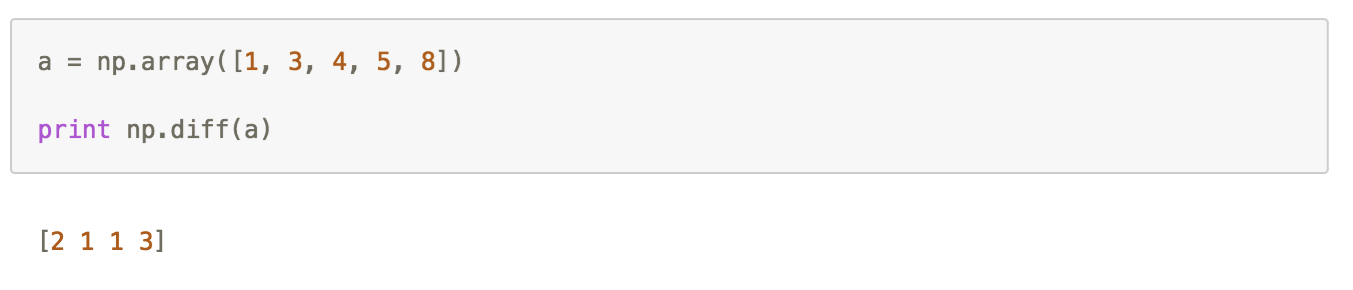 a = np.array([1, 3, 4, 5, 8])
print np.diff(a)
[2 1 1 3]